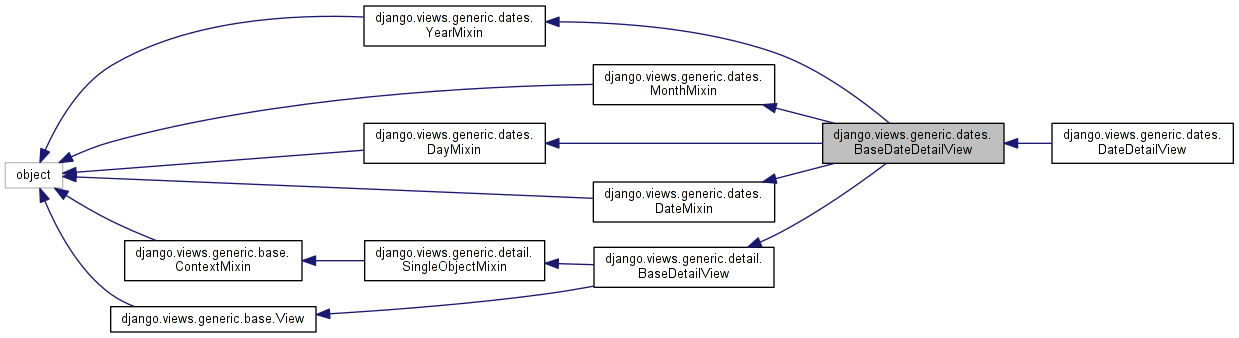 django.views.generic.dates.
YearMixin
django.views.generic.dates.
MonthMixin
django.views.generic.dates.
DayMixin
django.views.generic.dates.
BaseDateDetailView
django.views.generic.dates.
DateDetailView
object
django.views.generic.dates.
DateMixin
django.views.generic.base.
ContextMixin
django.views.generic.detail.
SingleObjectMixin
django.views.generic.detail.
BaseDetailView
django.views.generic.base.View